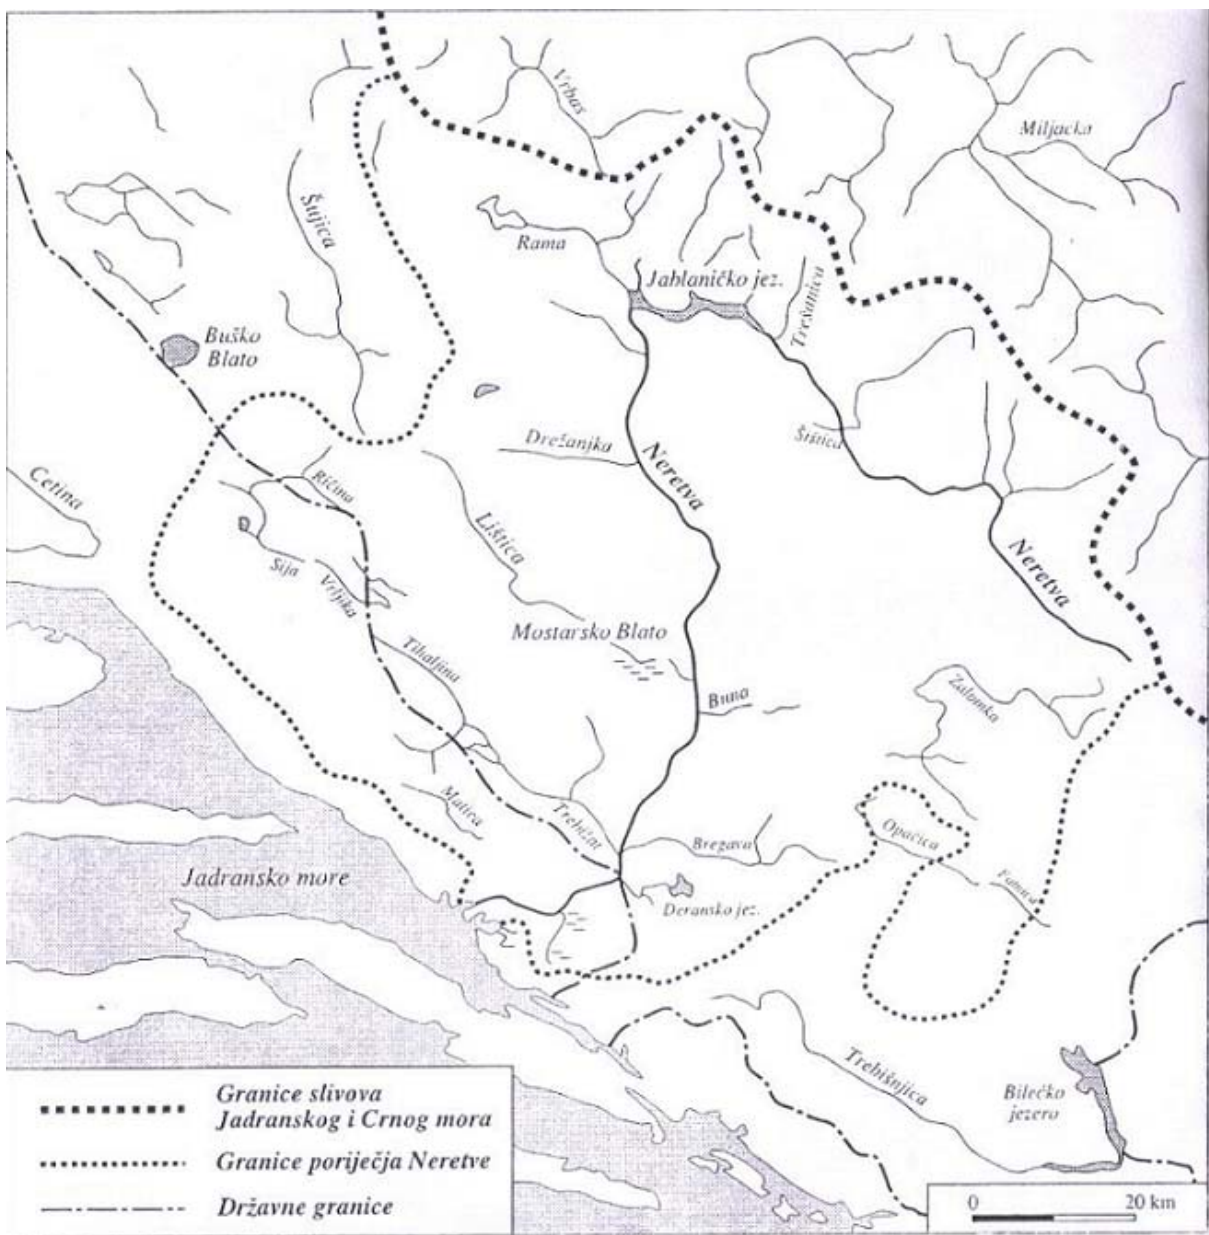 Vrbas
Miljacka
Šujica
Rama
Jablaničko jez.
Trešanica
Buško
Blato
Drežanjka
Šištica
Neretva
Cetina
Ričina
Lištica
Neretva
Sija
Vrljika
Mostarsko Blato
Tihaljina
Buna
Zalomka
Matica
Trebižat
Bregava
Opačica
Fatnica
Jadransko more
Deransko jez.
Trebišnjica
Bilećko
jezero
Granice slivova
Jadranskog i Crnog mora
Granice poriječja Neretve
Državne granice
0 20 km